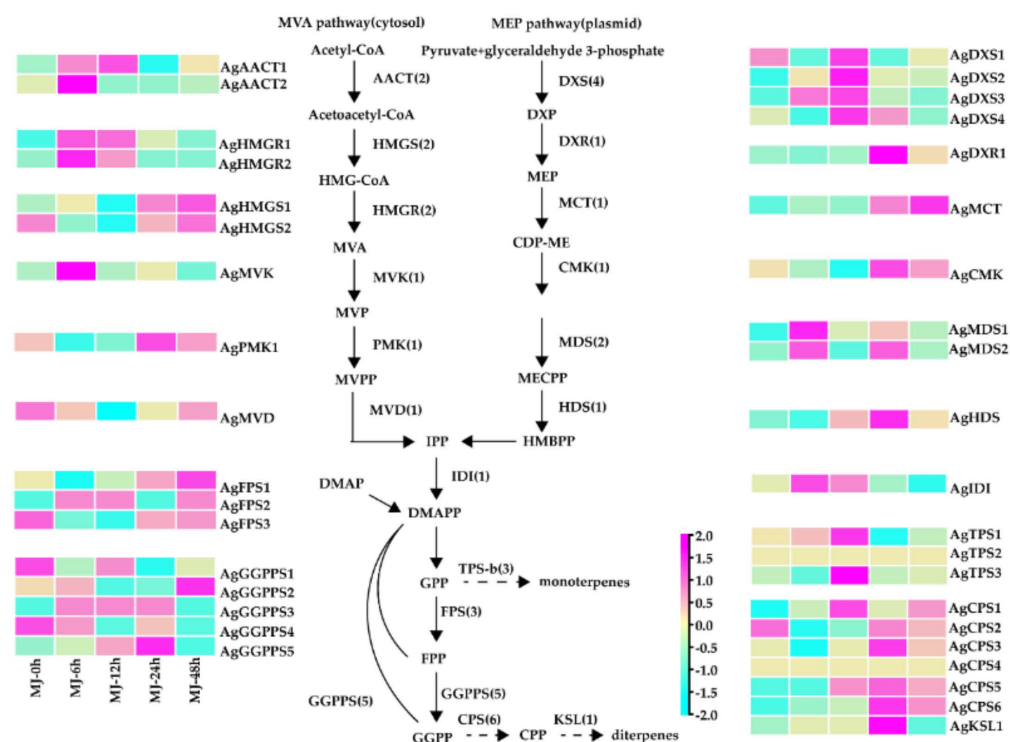 MVA pathway(cytosol)
MEP pathway(plasmid)
Acetyl-CoA
AACT(2)
Acetoacetyl-CoA
HMGS(2)
HMG-CoA
HMGR(2)
MVA
MVK(1)
MVP
PMK(1)
MVPP
MVD(1)
Pyruvate+glyceraldehyde 3-phosphate
DXS(4)
DXP
DXR(1)
MEP
MCT(1)
CDP-ME
CMK(1)
MDS(2)
MECPP
HDS(1)
HMBPP
IPP
IDI(1)
DMAP
DMAPP
GPP
TPS-b(3)
monoterpenes
FPS(3)
FPP
GGPPS(5)
GGPPS(5)
GGPP
CPS(6)
CPP
KSL(1)
diterpenes
AgAACT1
AgAACT2
AgHMGR1
AgHMGR2
AgHMGS1
AgHMGS2
AgMVK
AgPMK1
AgMVD
AgFPS1
AgFPS2
AgFPS3
AgGGPPS1
AgGGPPS2
AgGGPPS3
AgGGPPS4
AgGGPPS5
MJ-0h
MJ-6h
MJ-12h
MJ-24h
MJ-48h
AgDXS1
AgDXS2
AgDXS3
AgDXS4
AgDXR1
AgMCT
AgCMK
AgMDS1
AgMDS2
AgHDS
AgIDI
AgTPS1
AgTPS2
AgTPS3
AgCPS1
AgCPS2
AgCPS3
AgCPS4
AgCPS5
AgCPS6
AgKSL1
2.0
1.5
1.0
0.5
0.0
-0.5
-1.0
-1.5
-2.0